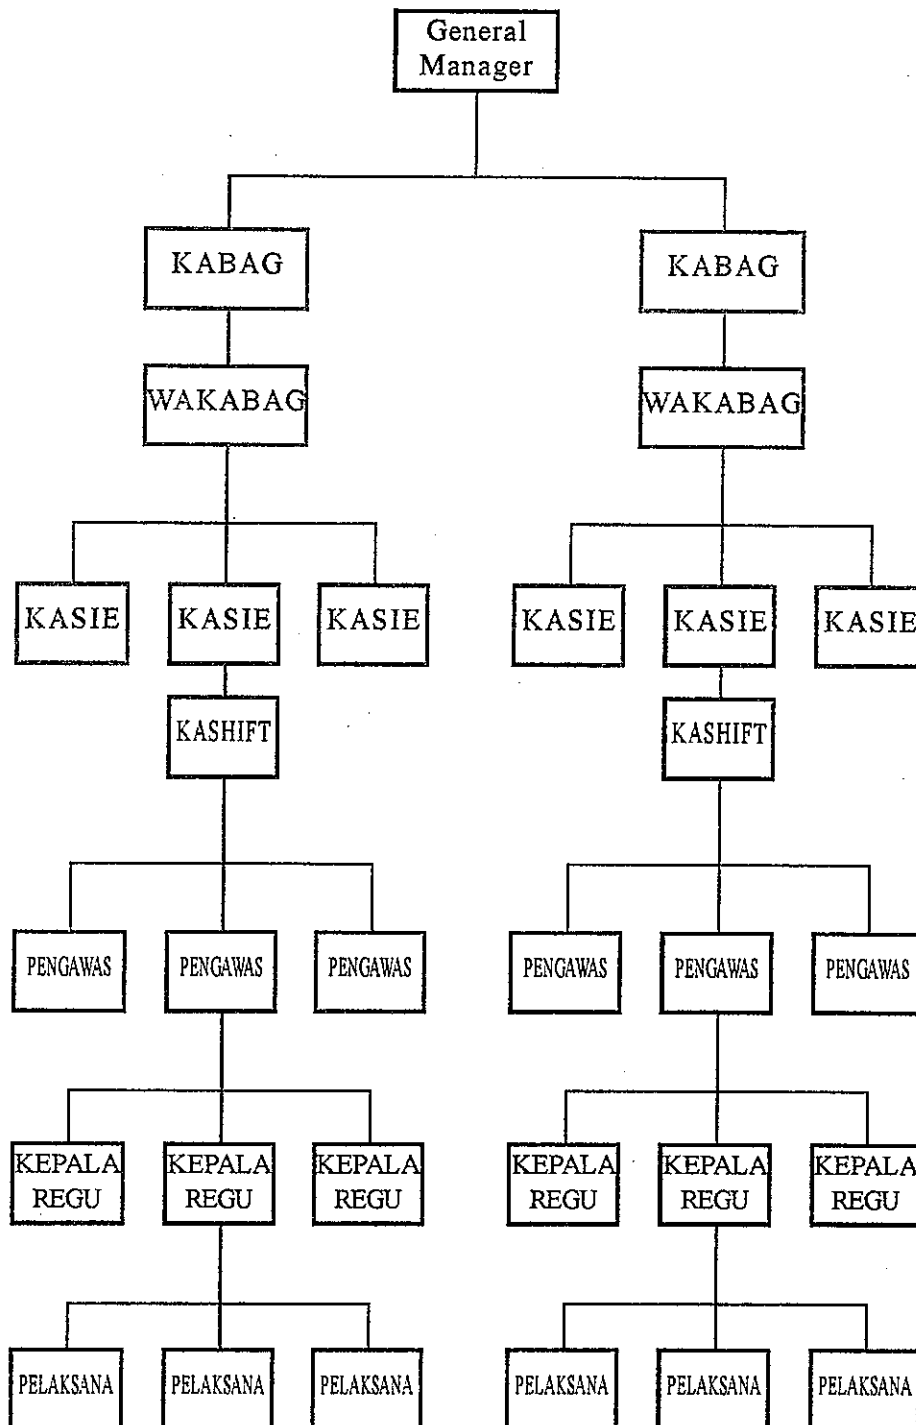 General
Manager
KABAG
KABAG
WAKABAG
WAKABAG
KASIE
KASIE
KASIE
KASIE
KASIE
KASIE
KASHIFT
KASHIFT
PENGAWAS
PENGAWAS
PENGAWAS
PENGAWAS
PENGAWAS
PENGAWAS
KEPALA
REGU
KEPALA
REGU
KEPALA
REGU
KEPALA
REGU
KEPALA
REGU
KEPALA
REGU
PELAKSANA
PELAKSANA
PELAKSANA
PELAKSANA
PELAKSANA
PELAKSANA